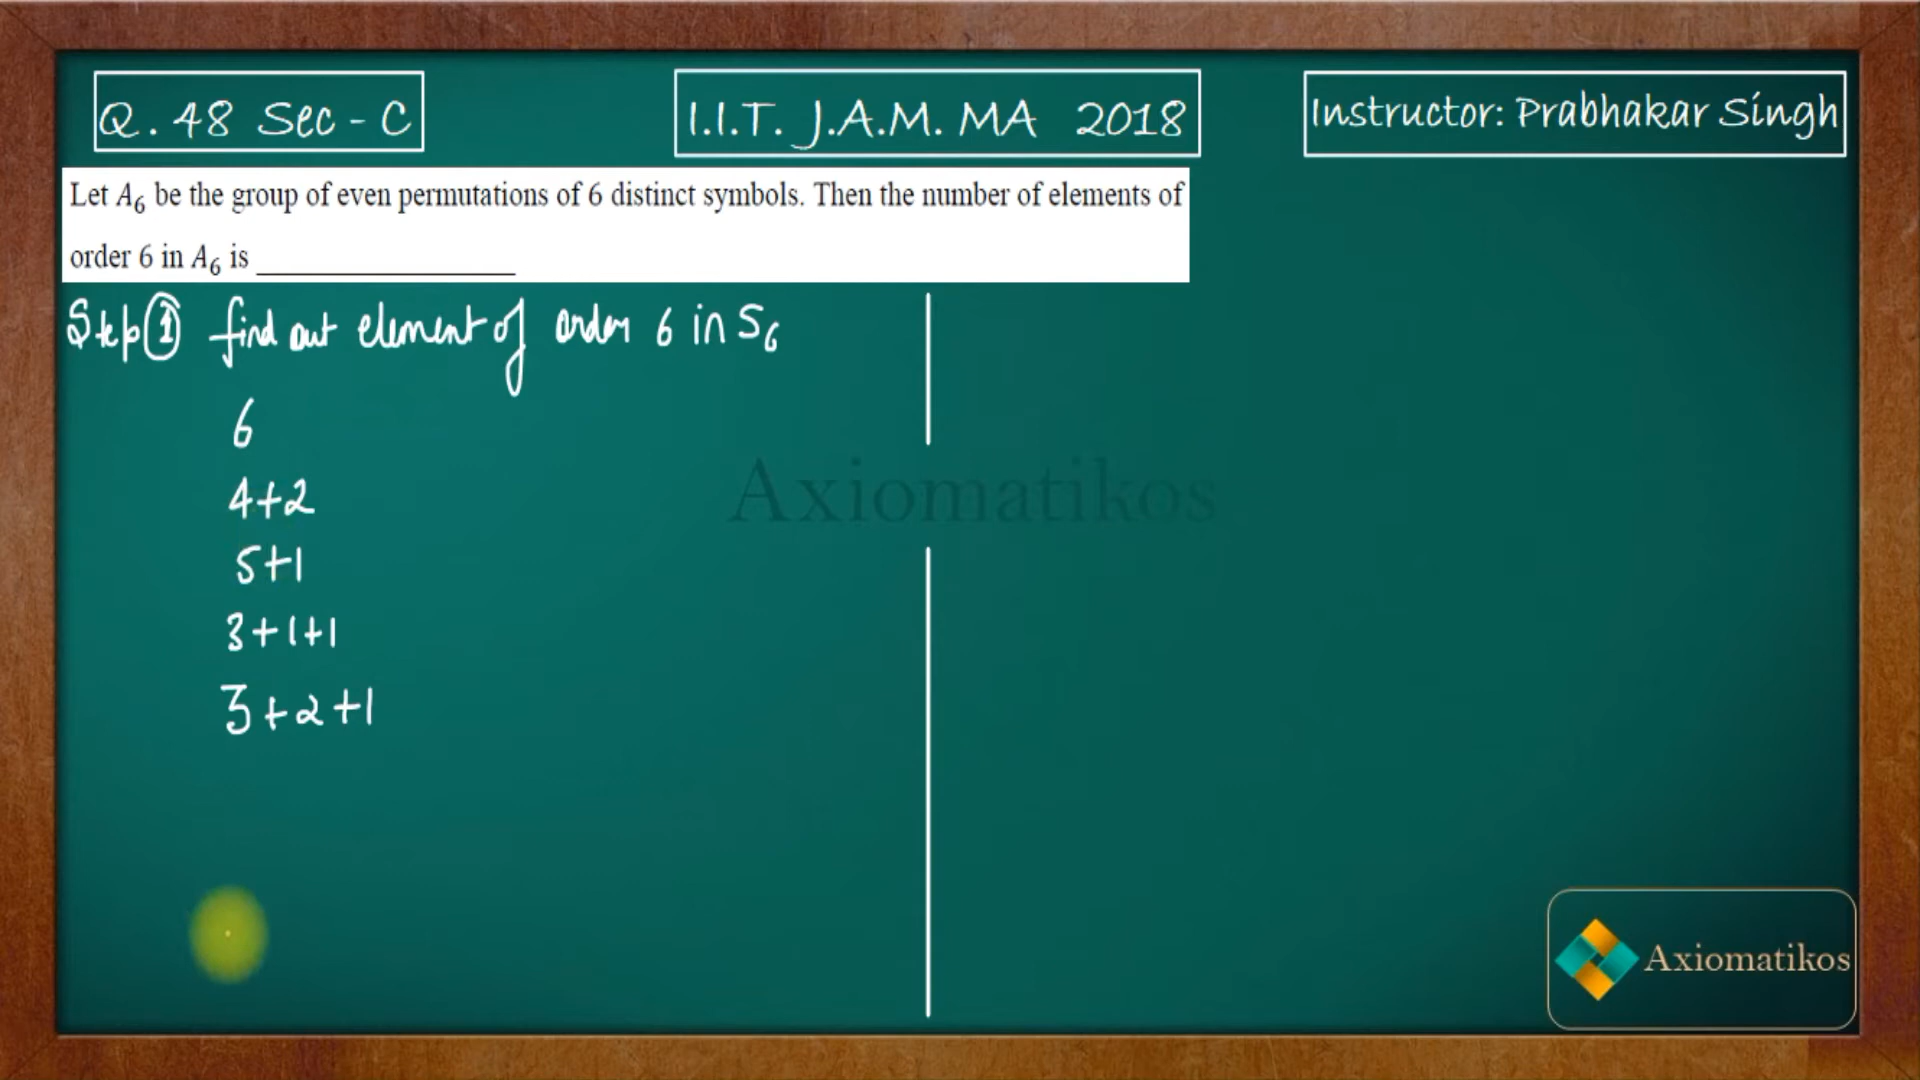 Q. 48 Sec - C
I.I.T. J.A.M. MA 2018
Instructor: Prabhakar Singh
Let A₆ be the group of even permutations of 6 distinct symbols. Then the number of elements of
order 6 in A₆ is ________________
Step ① find out element of order 6 in S₆
6
4+2
5+1
3+1+1
3+2+1
Axiomatikos
Axiomatikos